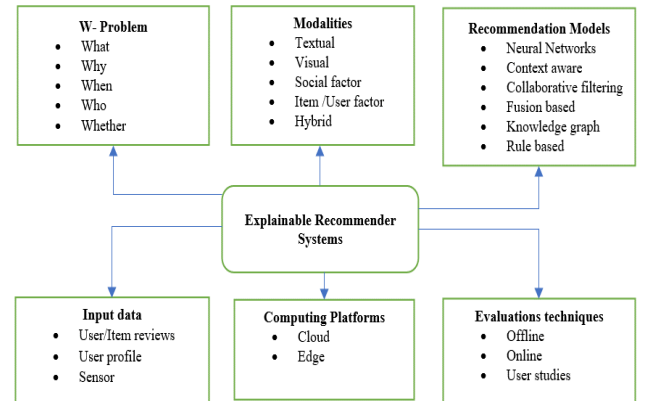 W- Problem
• What
• Why
• When
• Who
• Whether
Modalities
• Textual
• Visual
• Social factor
• Item /User factor
• Hybrid
Recommendation Models
• Neural Networks
• Context aware
• Collaborative filtering
• Fusion based
• Knowledge graph
• Rule based
Explainable Recommender
Systems
Input data
• User/Item reviews
• User profile
• Sensor
Computing Platforms
• Cloud
• Edge
Evaluations techniques
• Offline
• Online
• User studies